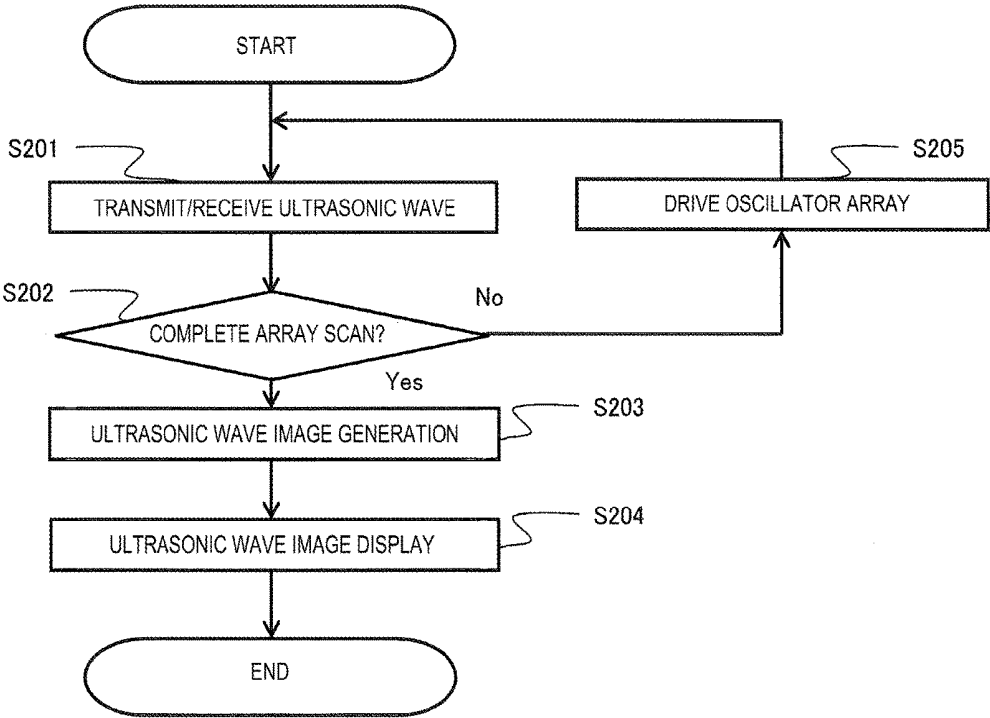 START
S201
S205
TRANSMIT/RECEIVE ULTRASONIC WAVE
DRIVE OSCILLATOR ARRAY
S202
No
COMPLETE ARRAY SCAN?
Yes
S203
ULTRASONIC WAVE IMAGE GENERATION
S204
ULTRASONIC WAVE IMAGE DISPLAY
END